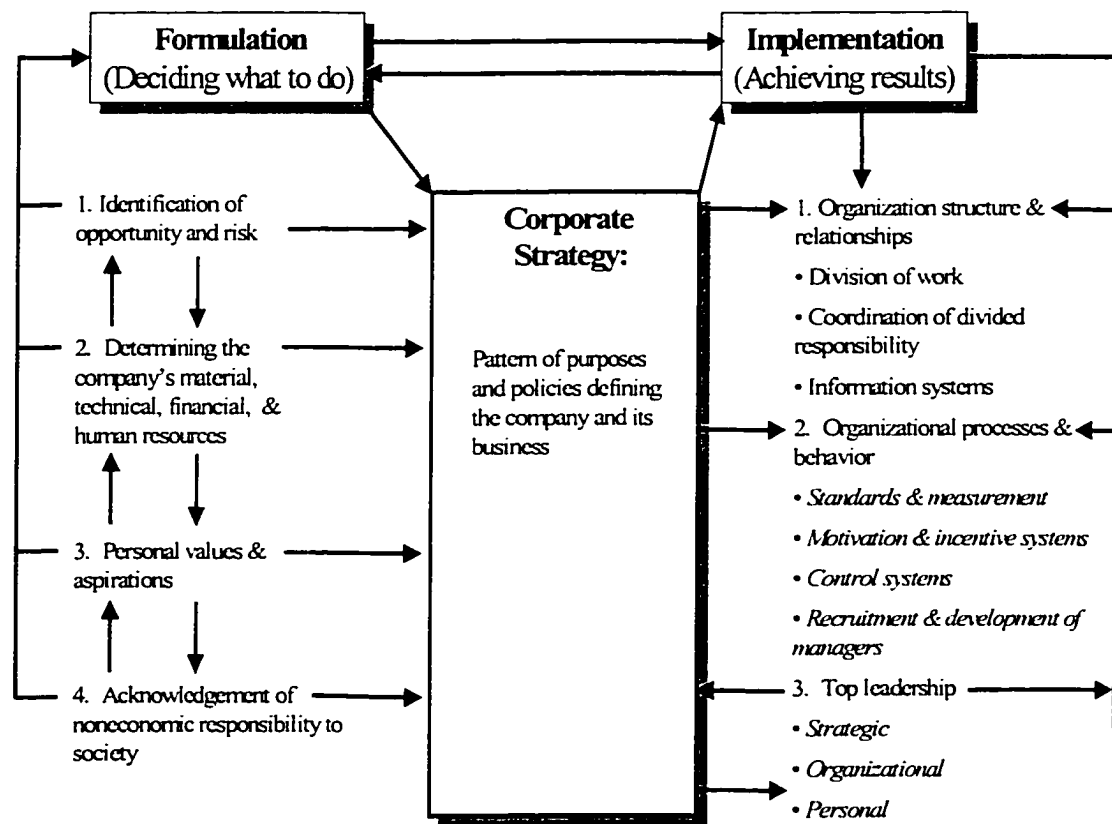 Formulation
(Deciding what to do)
Implementation
(Achieving results)
1. Identification of
opportunity and risk
2. Determining the
company's material,
technical, financial, &
human resources
3. Personal values &
aspirations
4. Acknowledgement of
noneconomic responsibility to
society
Corporate
Strategy:
Pattern of purposes
and policies defining
the company and its
business
1. Organization structure &
relationships
• Division of work
• Coordination of divided
responsibility
• Information systems
2. Organizational processes &
behavior
• Standards & measurement
• Motivation & incentive systems
• Control systems
• Recruitment & development of
managers
3. Top leadership
• Strategic
• Organizational
• Personal